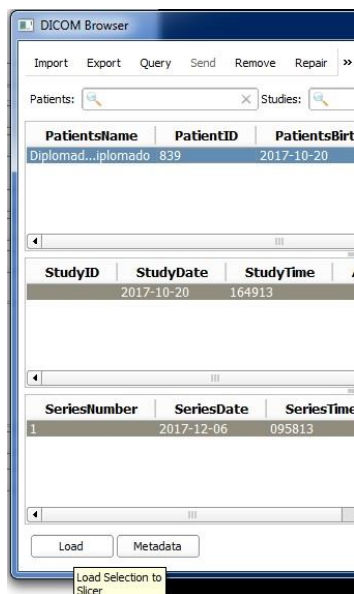 DICOM Browser
Import Export Query Send Remove Repair »
Patients: Studies:
PatientsName PatientID PatientsBirt
Diplomad...iplomado 839 2017-10-20
StudyID StudyDate StudyTime
2017-10-20 164913
SeriesNumber SeriesDate SeriesTime
1 2017-12-06 095813
Load Metadata
Load Selection to
Slicer